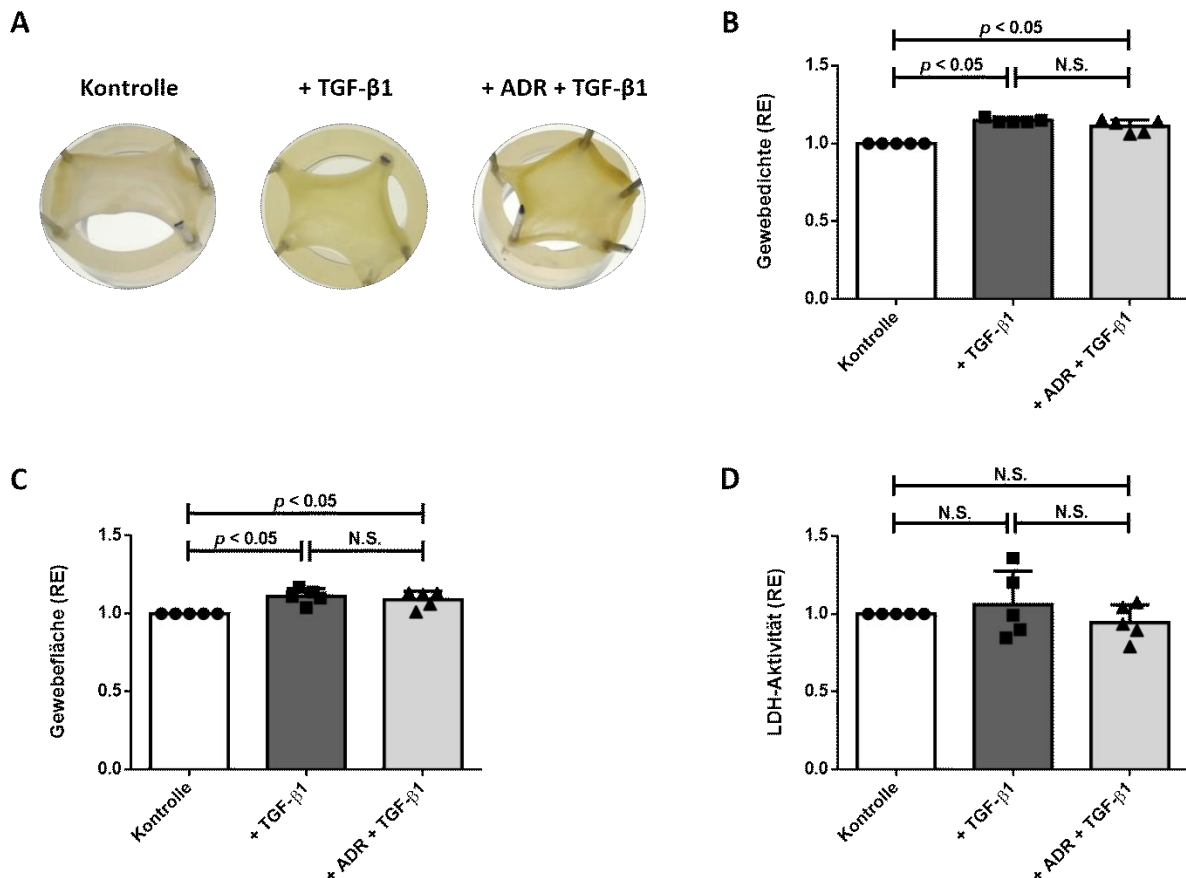 A
Kontrolle
+ TGF-β1
+ ADR + TGF-β1
B
p < 0.05
p < 0.05
N.S.
Gewebedichte (RE)
1.5
1.0
0.5
0.0
Kontrolle
+ TGF-β1
+ ADR + TGF-β1
C
p < 0.05
p < 0.05
N.S.
Gewebefläche (RE)
1.5
1.0
0.5
0.0
Kontrolle
+ TGF-β1
+ ADR + TGF-β1
D
N.S.
N.S.
N.S.
LDH-Aktivität (RE)
1.5
1.0
0.5
0.0
Kontrolle
+ TGF-β1
+ ADR + TGF-β1